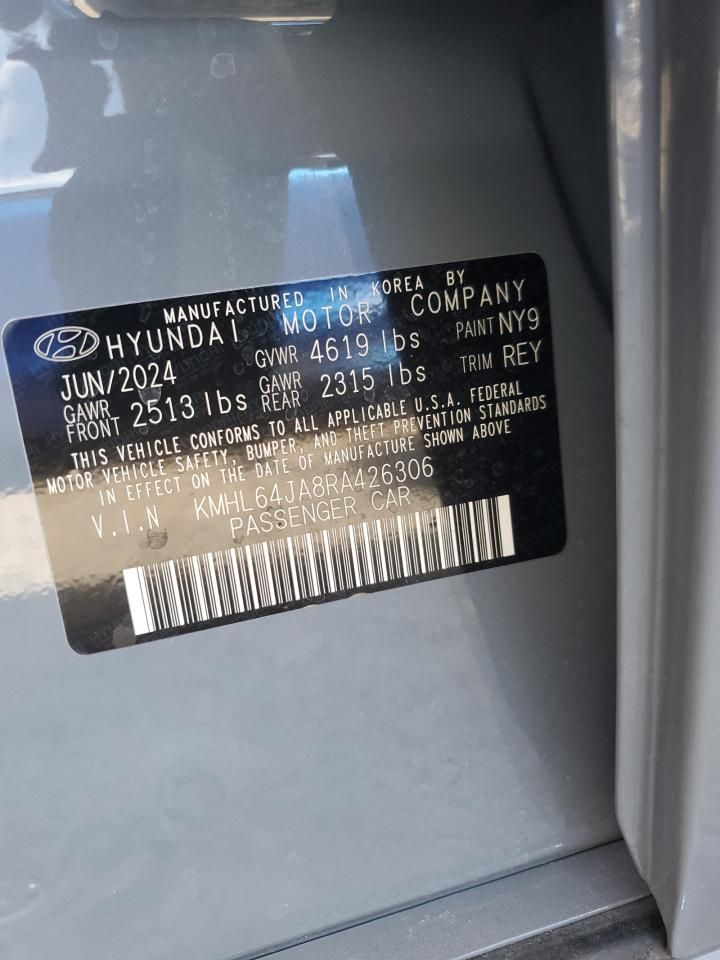 MANUFACTURED IN KOREA BY
HYUNDAI MOTOR COMPANY
JUN/2024 GVWR 4619 lbs PAINT NY9
GAWR FRONT 2513 lbs GAWR REAR 2315 lbs TRIM REY
THIS VEHICLE CONFORMS TO ALL APPLICABLE U.S.A. FEDERAL
MOTOR VEHICLE SAFETY, BUMPER, AND THEFT PREVENTION STANDARDS
IN EFFECT ON THE DATE OF MANUFACTURE SHOWN ABOVE
V.I.N KMHL64JA8RA426306
PASSENGER CAR